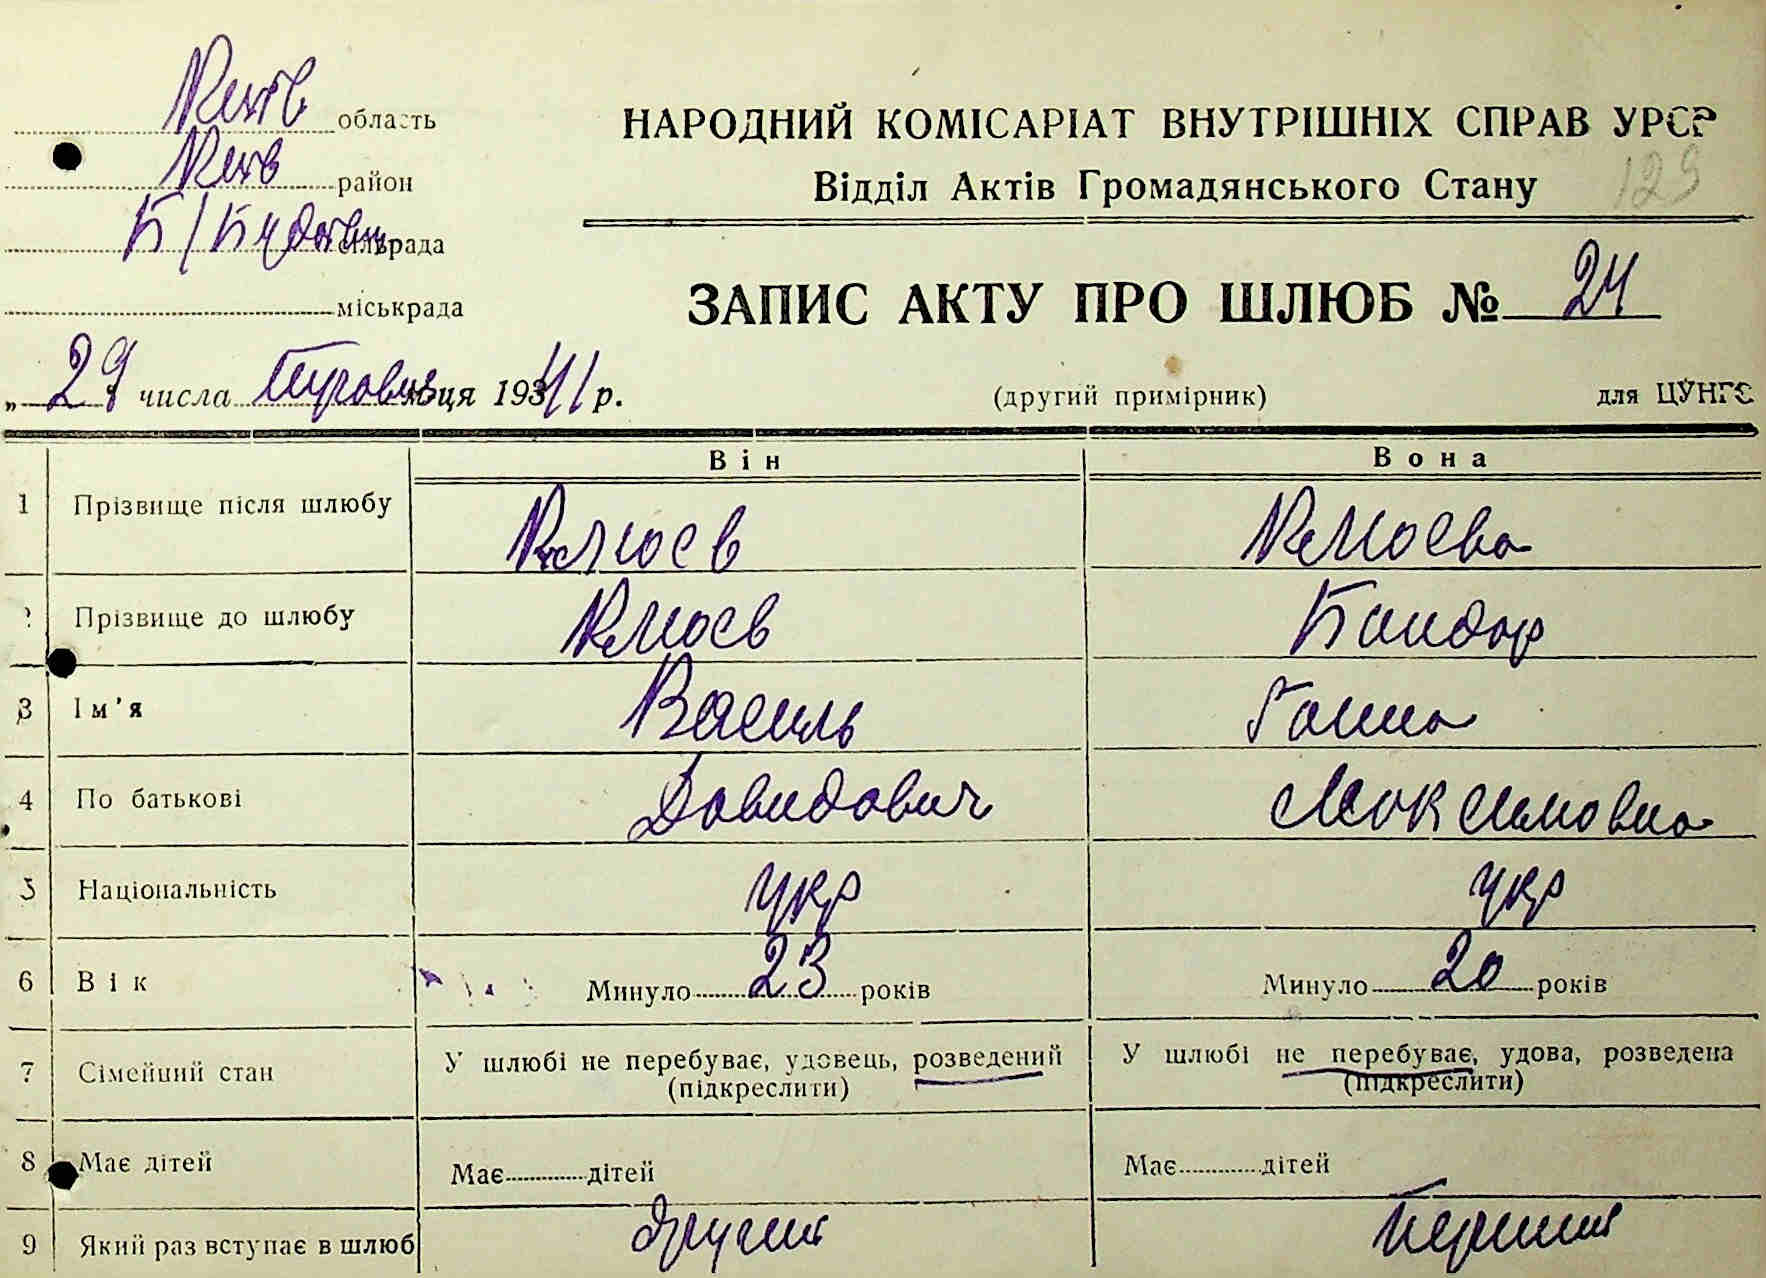 Київ область
Київ район
сільрада
міськрада
НАРОДНИЙ КОМІСАРІАТ ВНУТРІШНІХ СПРАВ УРСР
Відділ Актів Громадянського Стану
129
ЗАПИС АКТУ ПРО ШЛЮБ № 24
„ 29 числа місяця 1941 р.
(другий примірник)
для ЦУНГО
Він
Вона
1 Прізвище після шлюбу Клюєв Клюєва
2 Прізвище до шлюбу Клюєв Бондар
3 Ім'я Василь Ганна
4 По батькові Давидович Максимовна
5 Національність укр укр
6 Вік Минуло 23 років Минуло 20 років
7 Сімейний стан У шлюбі не перебуває, удовець, розведений У шлюбі не перебуває, удова, розведена
(підкреслити) (підкреслити)
8 Має дітей Має дітей Має дітей
9 Який раз вступає в шлюб другий перший